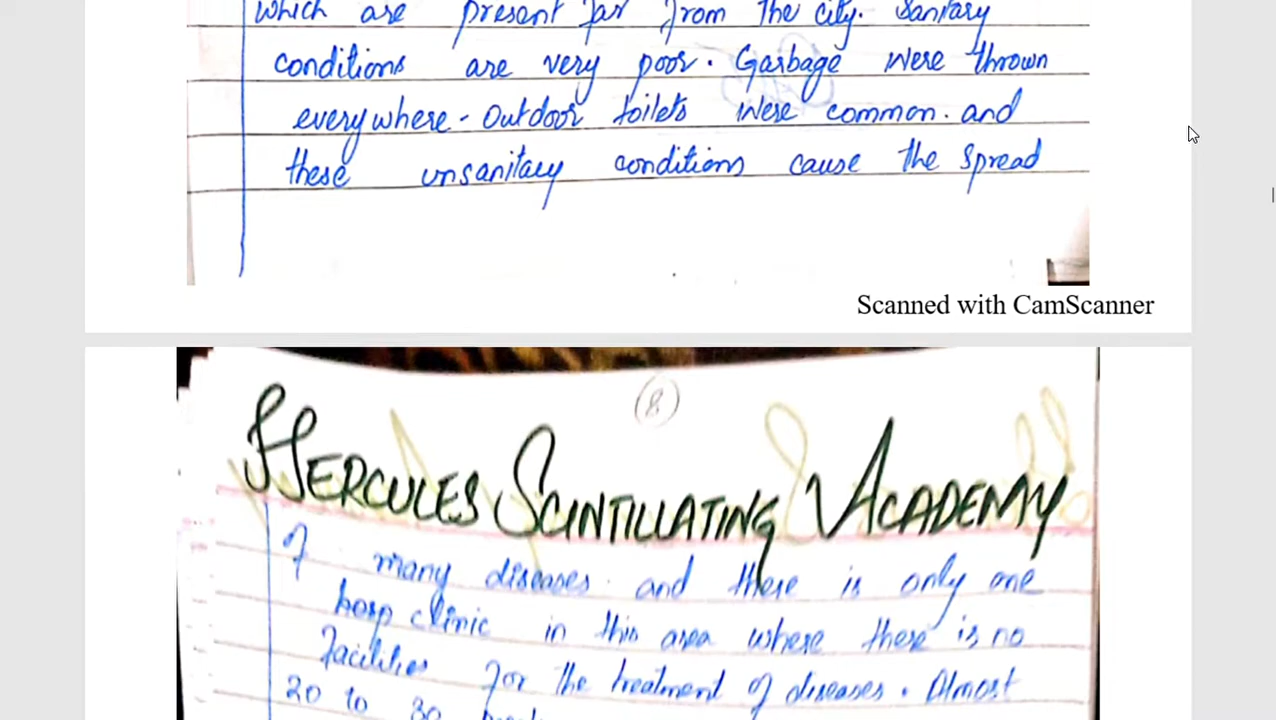 which are present far from the city. Sanitary
conditions are very poor. Garbage were thrown
everywhere - Outdoor toilets were common. and
these unsanitary conditions cause the spread
Scanned with CamScanner
(8)
HERCULES SCINTILLATING ACADEMY
of many diseases. and there is only one
hosp clinic in this area where there is no
facilities for the treatment of diseases. Almost
20 to 30